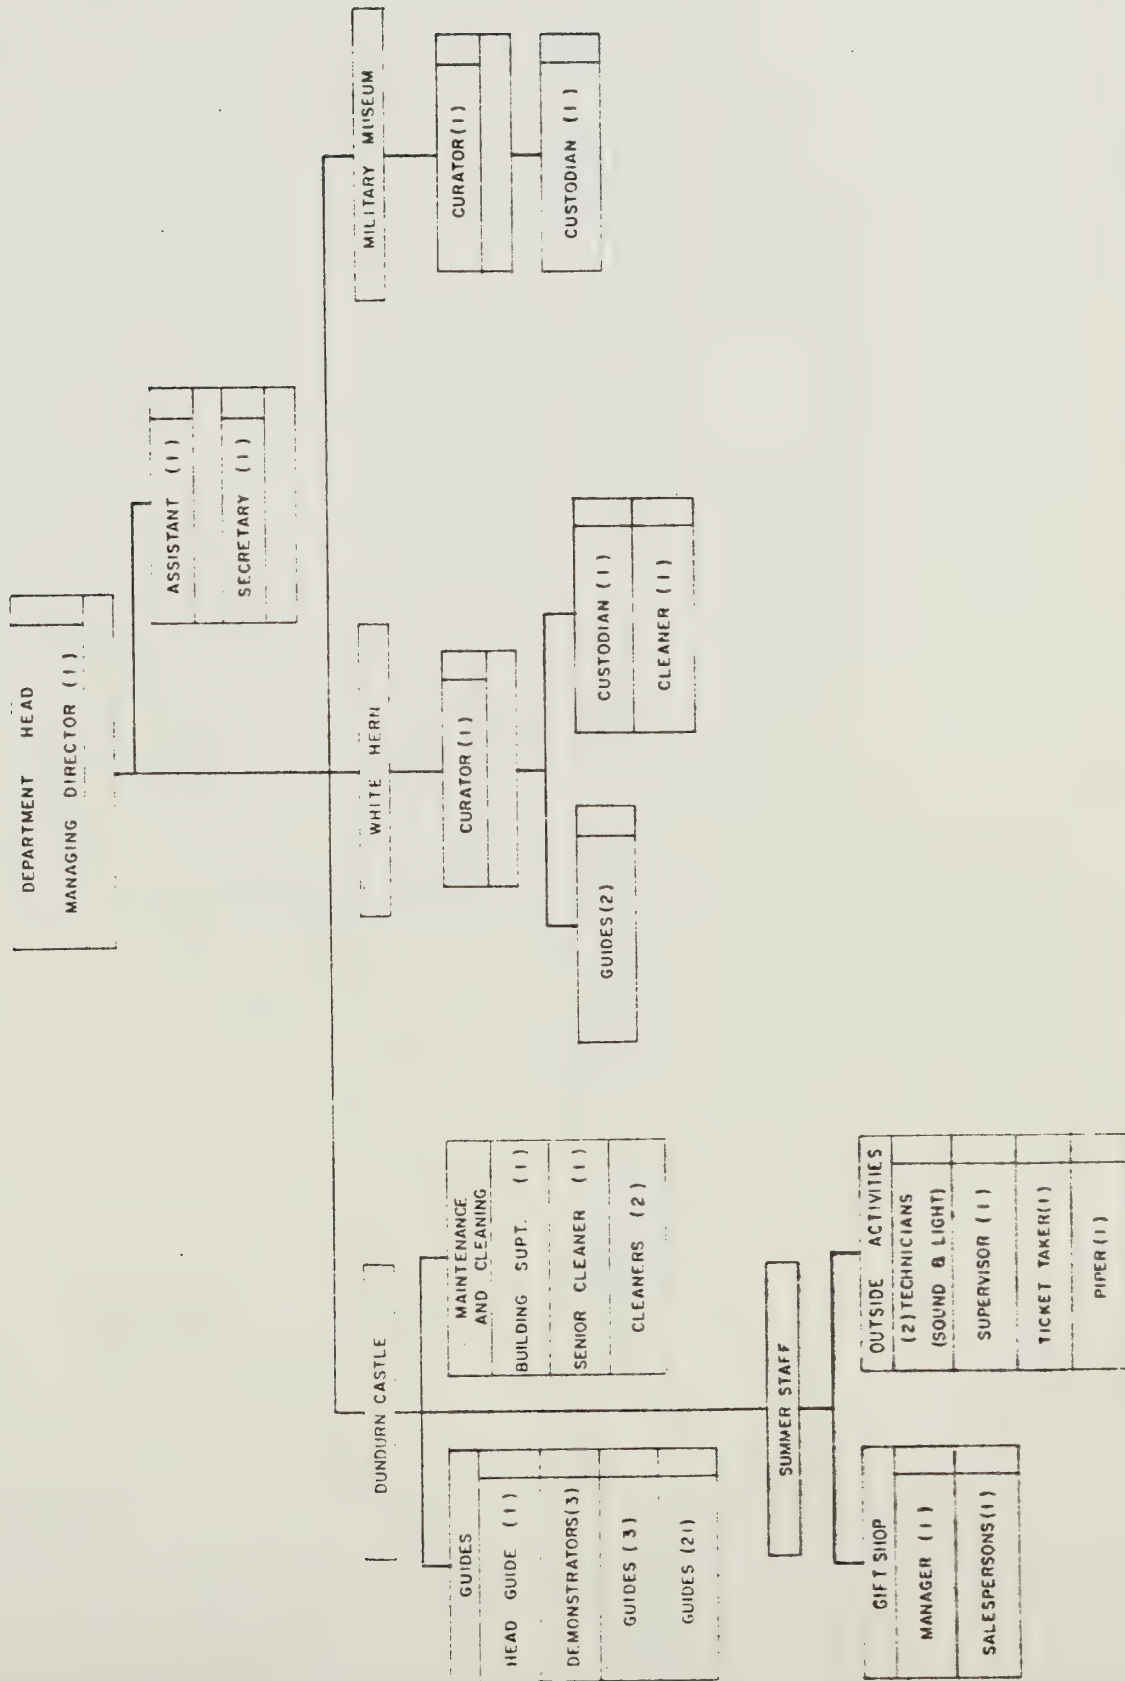 DEPARTMENT HEAD
MANAGING DIRECTOR (1)
ASSISTANT (1)
SECRETARY (1)
DUNDURN CASTLE
WHITE HERN
MILITARY MUSEUM
GUIDES
HEAD GUIDE (1)
DEMONSTRATORS(3)
GUIDES (3)
GUIDES (21)
MAINTENANCE
AND CLEANING
BUILDING SUPT. (1)
SENIOR CLEANER (1)
CLEANERS (2)
CURATOR(1)
GUIDES(2)
CUSTODIAN (1)
CLEANER (1)
CURATOR(1)
CUSTODIAN (1)
SUMMER STAFF
GIFT SHOP
MANAGER (1)
SALESPERSONS(1)
OUTSIDE ACTIVITIES
(2)TECHNICIANS
(SOUND & LIGHT)
SUPERVISOR (1)
TICKET TAKER(1)
PIPER(1)